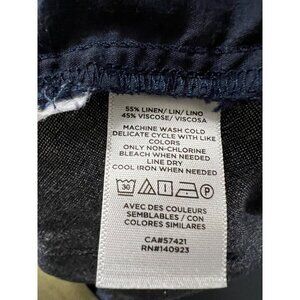 55% LINEN/ LIN/ LINO
45% VISCOSE/ VISCOSA
MACHINE WASH COLD
DELICATE CYCLE WITH LIKE
COLORS
ONLY NON-CHLORINE
BLEACH WHEN NEEDED
LINE DRY
COOL IRON WHEN NEEDED
30 P
AVEC DES COULEURS
SEMBLABLES / CON
COLORES SIMILARES
CA#57421
RN#140923